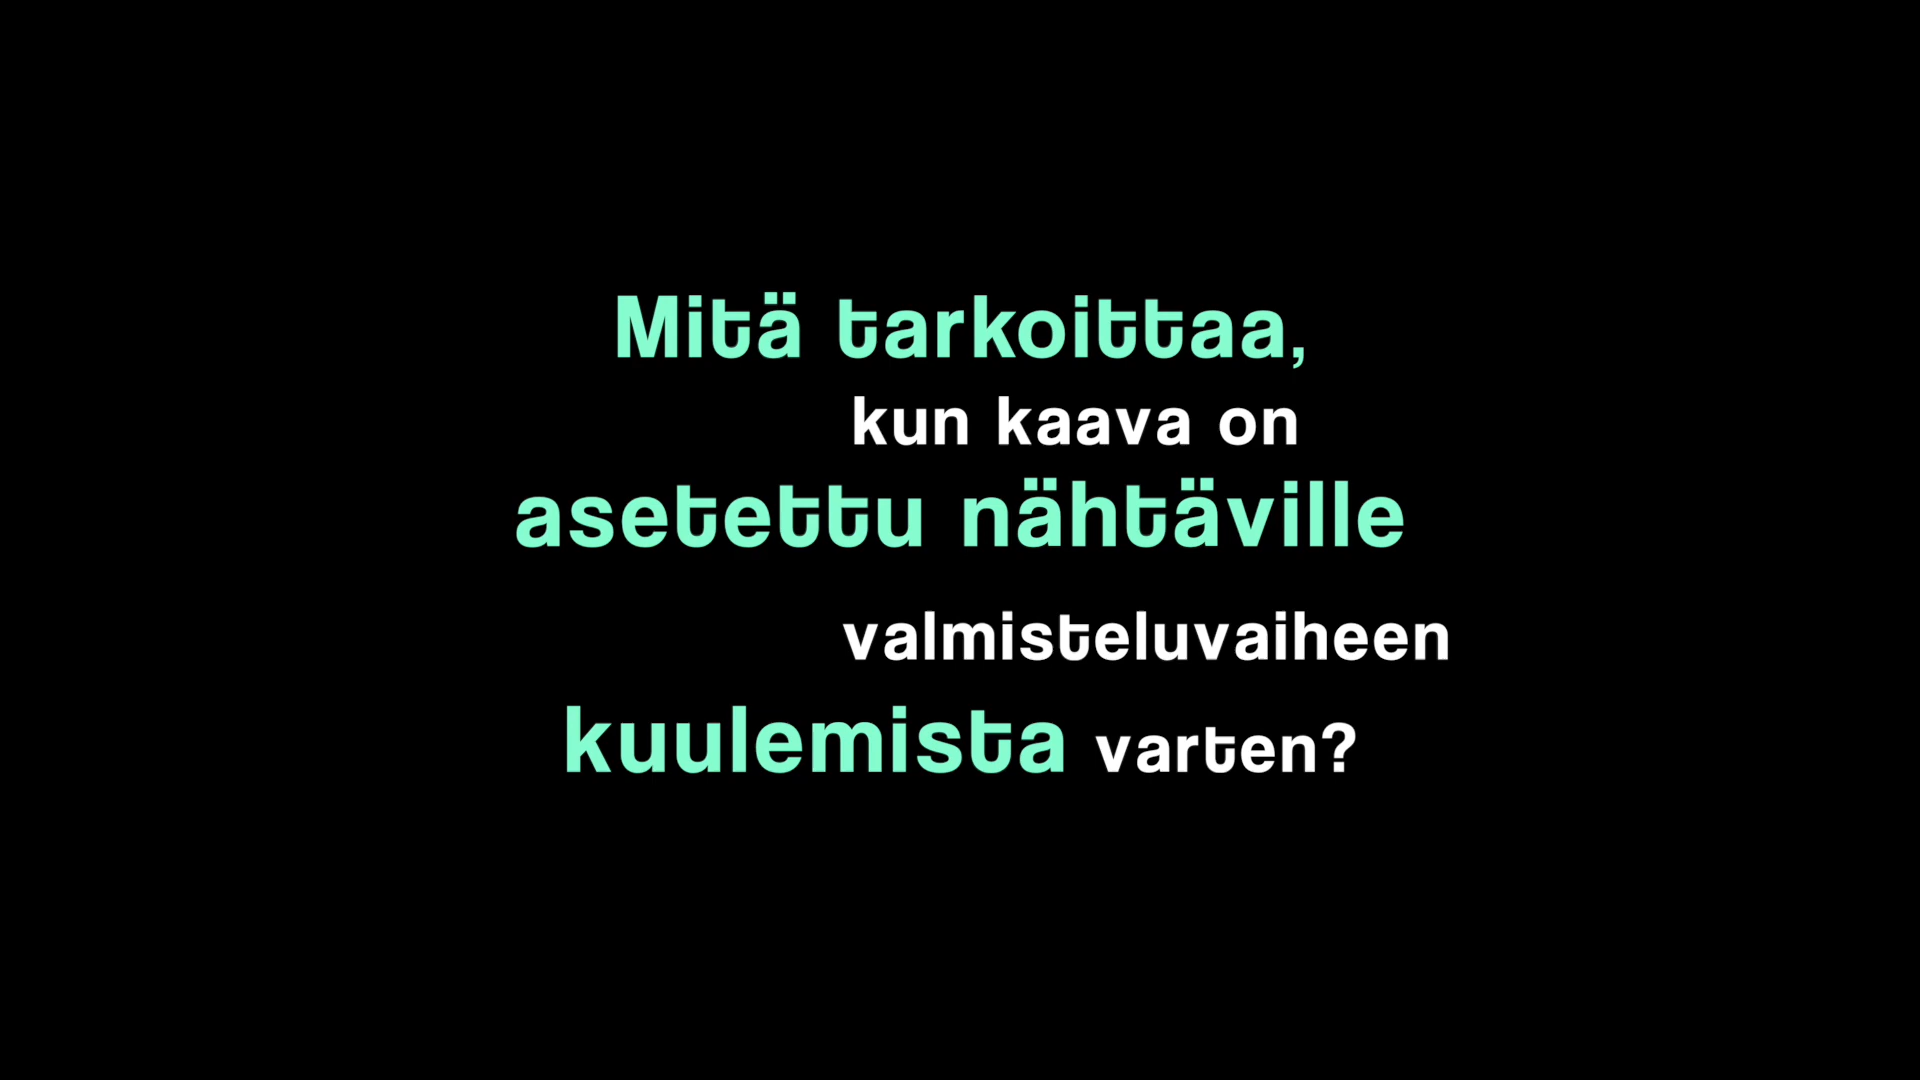 Mitä tarkoittaa,
kun kaava on
asetettu nähtäville
valmisteluvaiheen
kuulemista varten?